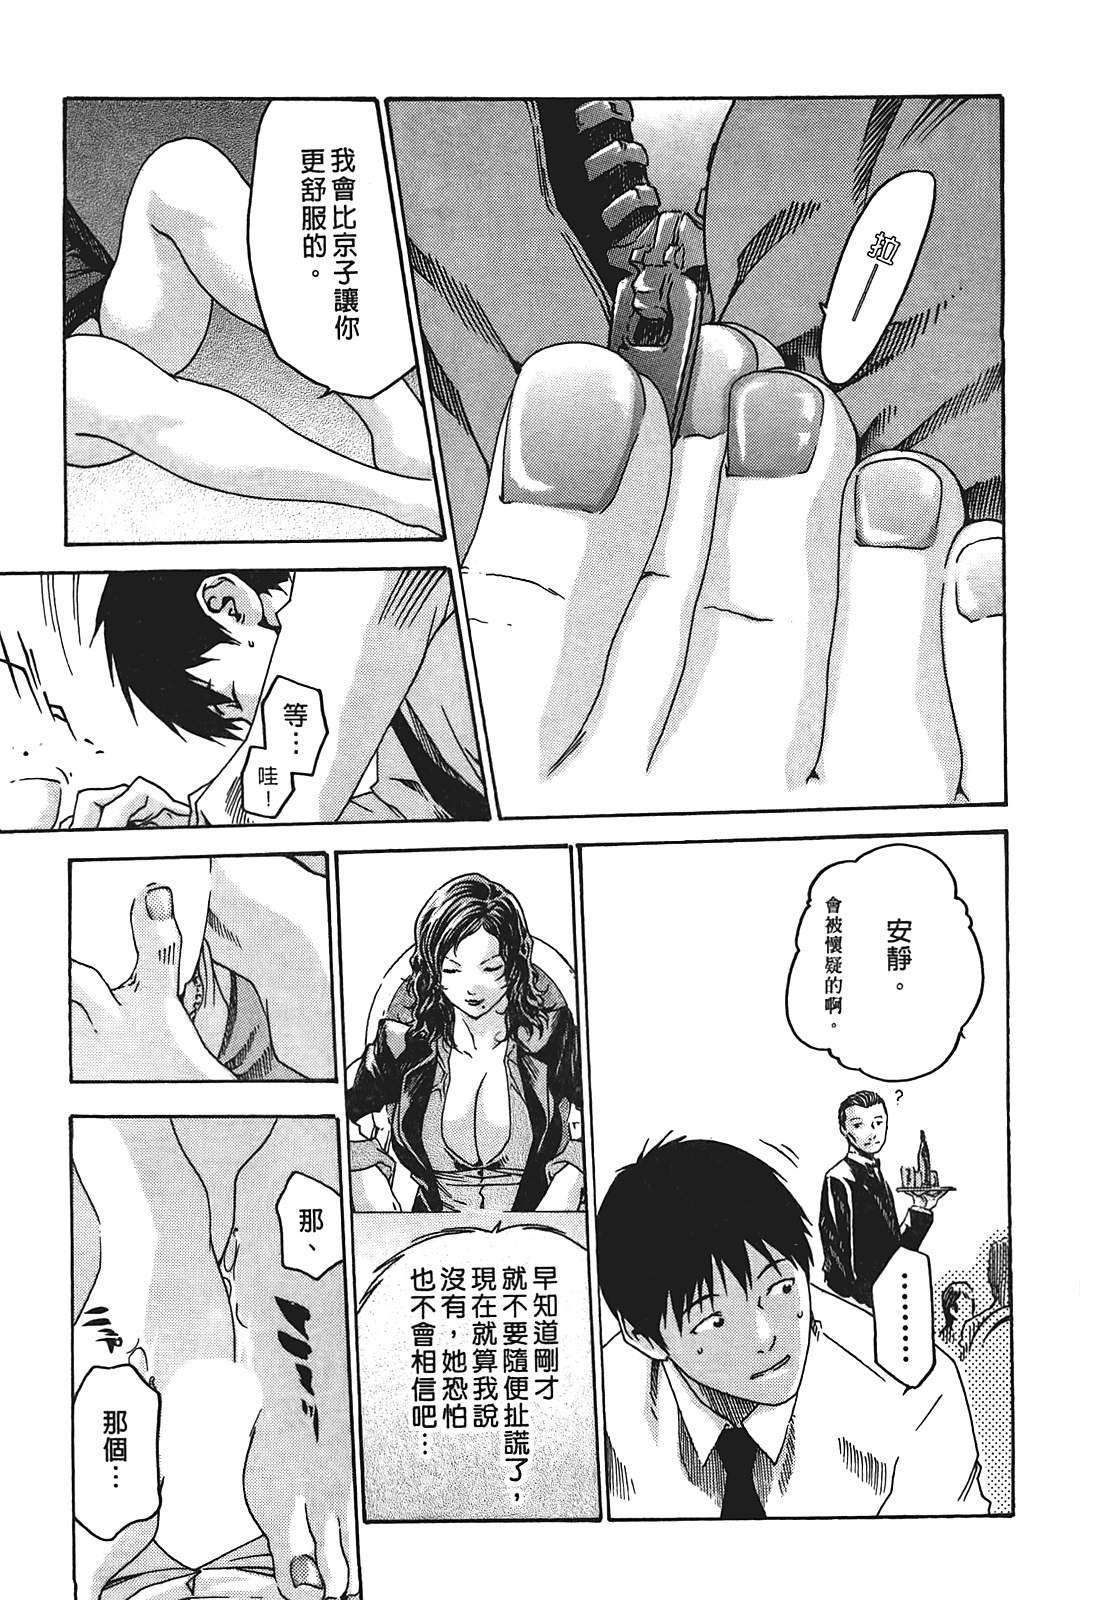 拉—
我會比京子讓你
更舒服的。
等…
哇！
安靜。
會被懷疑的啊。
?
………
早知道剛才
就不要隨便扯謊了，
現在就算我說
沒有，她恐怕
也不會相信吧…
那、
那個…